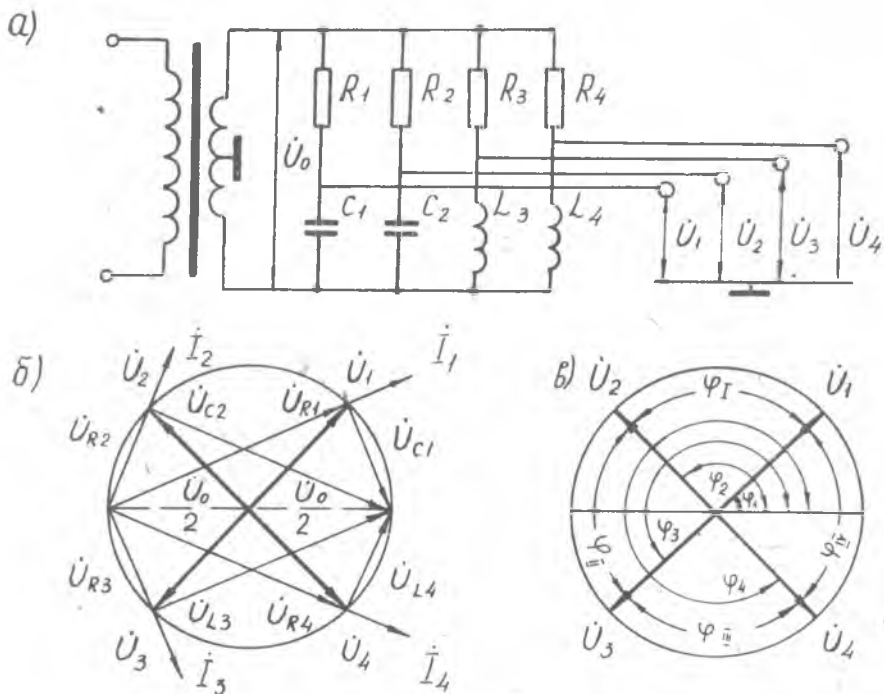 а)
R1 R2 R3 R4
U̇0
C1 C2 L3 L4
U̇1 U̇2 U̇3 U̇4
б)
İ2 İ1
U̇2 U̇C2 U̇R1 U̇1
U̇R2 U̇C1
U̇0/2 U̇0/2
U̇R3 U̇L3 U̇R4 U̇L4
U̇3 U̇4
İ3 İ4
в)
U̇2 U̇1
φI
φ2 φ1
φ3
φII φIV
φ4
φIII
U̇3 U̇4